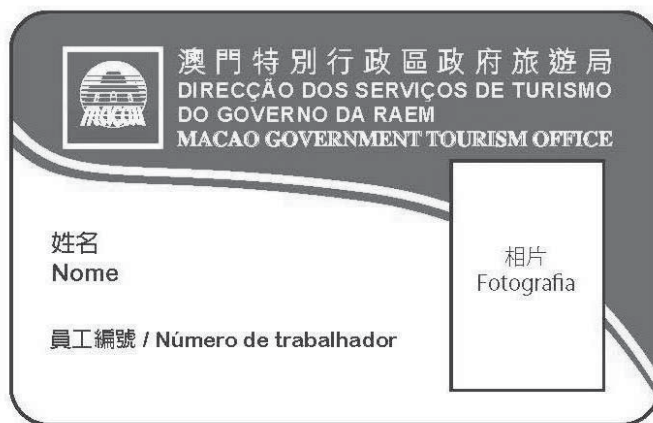 MACAU
澳門特別行政區政府旅遊局
DIRECÇÃO DOS SERVIÇOS DE TURISMO
DO GOVERNO DA RAEM
MACAO GOVERNMENT TOURISM OFFICE
姓名
Nome
相片
Fotografia
員工編號 / Número de trabalhador